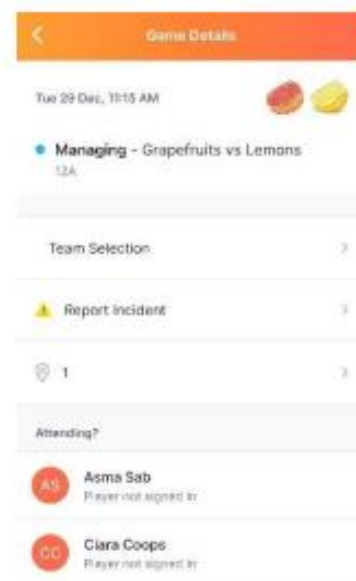 Game Details
Tue 29 Dec, 11:15 AM
Managing - Grapefruits vs Lemons
12A
Team Selection
Report Incident
1
Attending?
AS
Asma Sab
Player not signed in
CC
Ciara Coops
Player not signed in